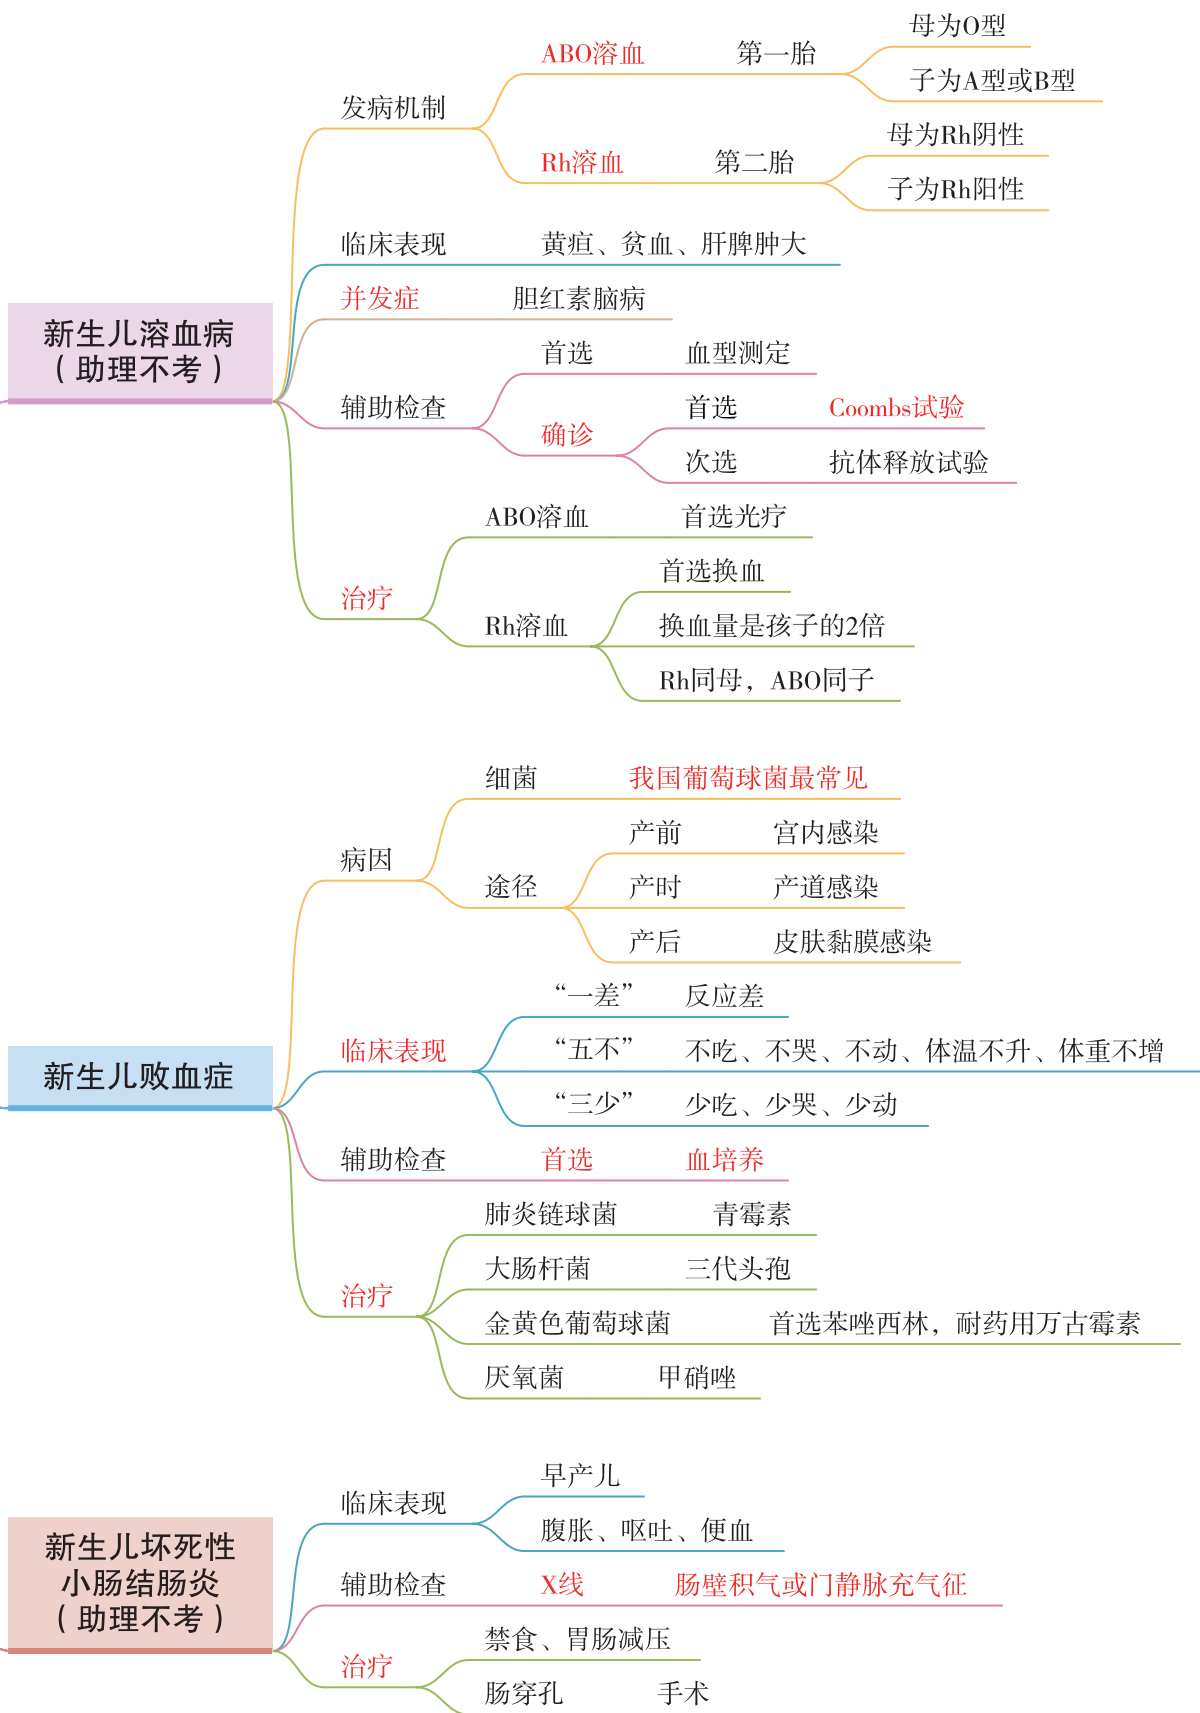 新生儿溶血病
（助理不考）
发病机制
ABO溶血 第一胎
母为O型
子为A型或B型
Rh溶血 第二胎
母为Rh阴性
子为Rh阳性
临床表现 黄疸、贫血、肝脾肿大
并发症 胆红素脑病
辅助检查
首选 血型测定
确诊
首选 Coombs试验
次选 抗体释放试验
治疗
ABO溶血 首选光疗
Rh溶血
首选换血
换血量是孩子的2倍
Rh同母，ABO同子
新生儿败血症
病因
细菌 我国葡萄球菌最常见
途径
产前 宫内感染
产时 产道感染
产后 皮肤黏膜感染
临床表现
“一差” 反应差
“五不” 不吃、不哭、不动、体温不升、体重不增
“三少” 少吃、少哭、少动
辅助检查 首选 血培养
治疗
肺炎链球菌 青霉素
大肠杆菌 三代头孢
金黄色葡萄球菌 首选苯唑西林，耐药用万古霉素
厌氧菌 甲硝唑
新生儿坏死性
小肠结肠炎
（助理不考）
临床表现
早产儿
腹胀、呕吐、便血
辅助检查 X线 肠壁积气或门静脉充气征
治疗
禁食、胃肠减压
肠穿孔 手术